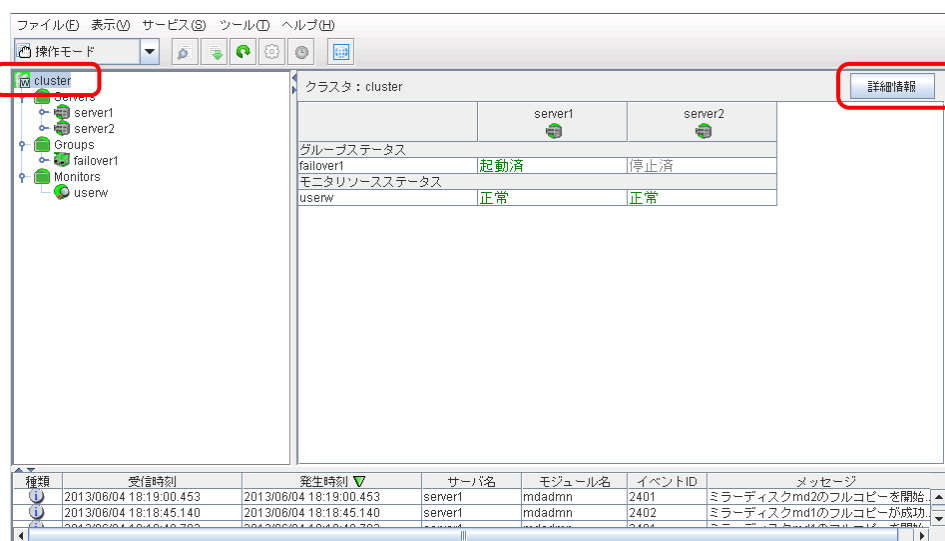 ファイル(F) 表示(V) サービス(S) ツール(T) ヘルプ(H)
操作モード
cluster
Servers
server1
server2
Groups
failover1
Monitors
userw
クラスタ：cluster
詳細情報
server1 server2
グループステータス
failover1 起動済 停止済
モニタリソースステータス
userw 正常 正常
種類 受信時刻 発生時刻 サーバ名 モジュール名 イベントID メッセージ
2013/06/04 18:19:00.453 2013/06/04 18:19:00.453 server1 mdadmn 2401 ミラーディスクmd2のフルコピーを開始...
2013/06/04 18:18:45.140 2013/06/04 18:18:45.140 server1 mdadmn 2402 ミラーディスクmd1のフルコピーが成功...